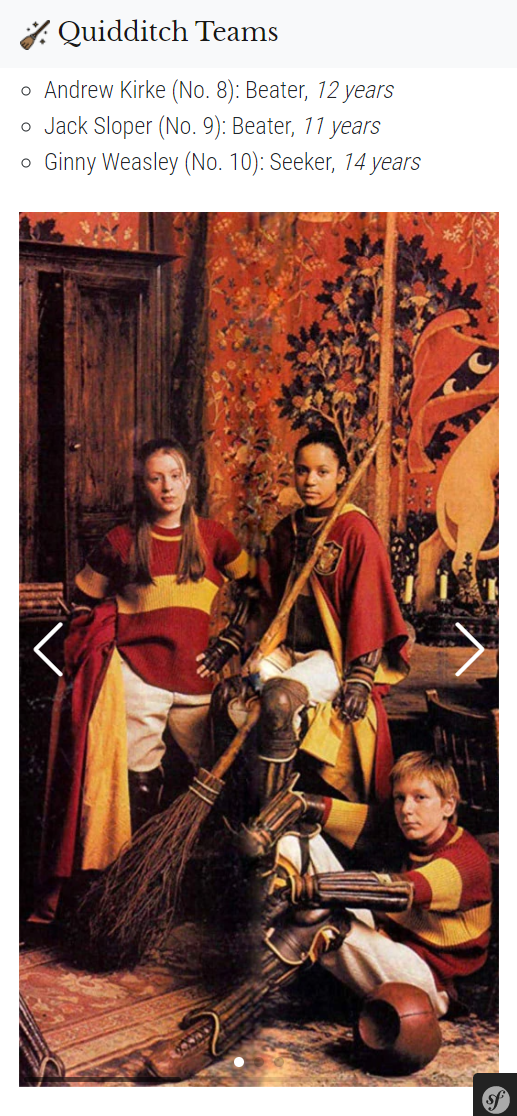 Quidditch Teams
Andrew Kirke (No. 8): Beater, 12 years
Jack Sloper (No. 9): Beater, 11 years
Ginny Weasley (No. 10): Seeker, 14 years
sf